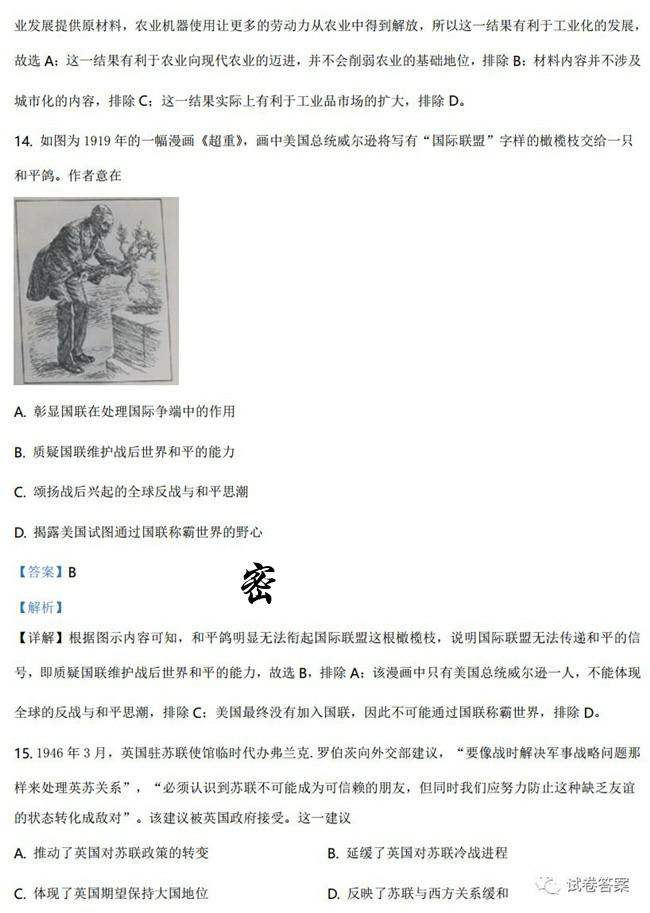 业发展提供原材料，农业机器使用让更多的劳动力从农业中得到解放，所以这一结果有利于工业化的发展，
故选 A；这一结果有利于农业向现代农业的迈进，并不会削弱农业的基础地位，排除 B；材料内容并不涉及
城市化的内容，排除 C；这一结果实际上有利于工业品市场的扩大，排除 D。
14. 如图为 1919 年的一幅漫画《超重》，画中美国总统威尔逊将写有“国际联盟”字样的橄榄枝交给一只
和平鸽。作者意在
A. 彰显国联在处理国际争端中的作用
B. 质疑国联维护战后世界和平的能力
C. 颂扬战后兴起的全球反战与和平思潮
D. 揭露美国试图通过国联称霸世界的野心
【答案】B
密
【解析】
【详解】根据图示内容可知，和平鸽明显无法衔起国际联盟这根橄榄枝，说明国际联盟无法传递和平的信
号，即质疑国联维护战后世界和平的能力，故选 B，排除 A；该漫画中只有美国总统威尔逊一人，不能体现
全球的反战与和平思潮，排除 C；美国最终没有加入国联，因此不可能通过国联称霸世界，排除 D。
15. 1946 年 3 月，英国驻苏联使馆临时代办弗兰克.罗伯茨向外交部建议，“要像战时解决军事战略问题那
样来处理英苏关系”，“必须认识到苏联不可能成为可信赖的朋友，但同时我们应努力防止这种缺乏友谊
的状态转化成敌对”。该建议被英国政府接受。这一建议
A. 推动了英国对苏联政策的转变 B. 延缓了英国对苏联冷战进程
C. 体现了英国期望保持大国地位 D. 反映了苏联与西方关系缓和
试卷答案